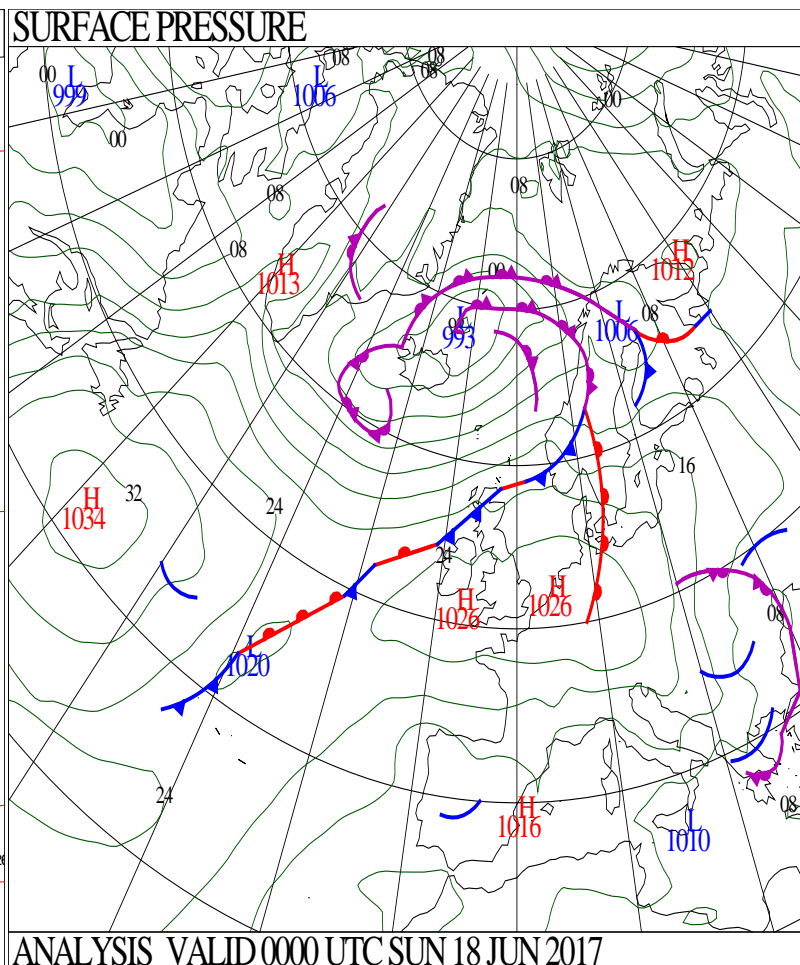 SURFACE PRESSURE
08
08
00
L
999
L
1006
08
00
00
08
08
08
H
1012
H
1013
00
L
993
L
1006
08
16
H
1034
32
24
24
H
1026
H
1026
08
L
1020
24
H
1016
08
L
1010
ANALYSIS VALID 0000 UTC SUN 18 JUN 2017